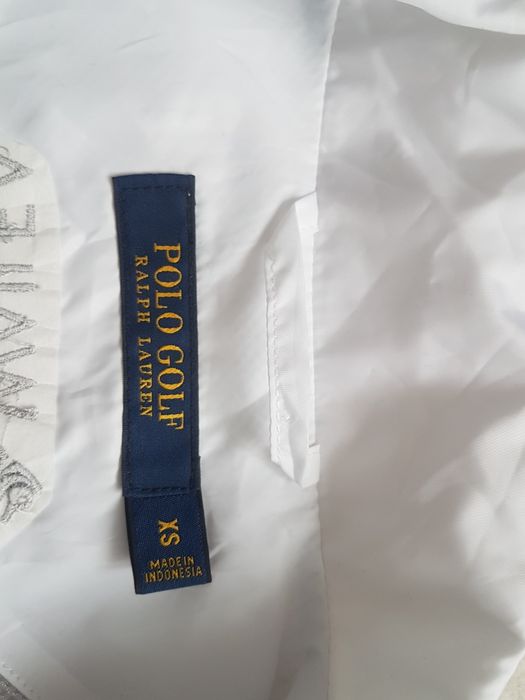 POLO GOLF
RALPH LAUREN
XS
MADE IN
INDONESIA